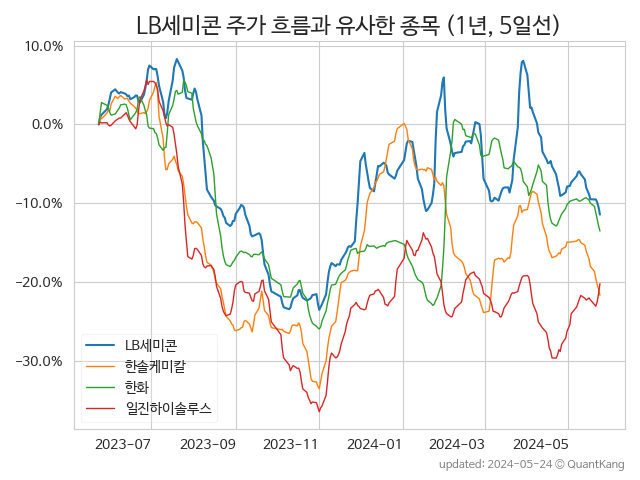 LB세미콘 주가 흐름과 유사한 종목 (1년, 5일선)
10.0%
0.0%
−10.0%
−20.0%
−30.0%
LB세미콘
한솔케미칼
한화
일진하이솔루스
2023-07 2023-09 2023-11 2024-01 2024-03 2024-05
updated: 2024-05-24 © QuantKang